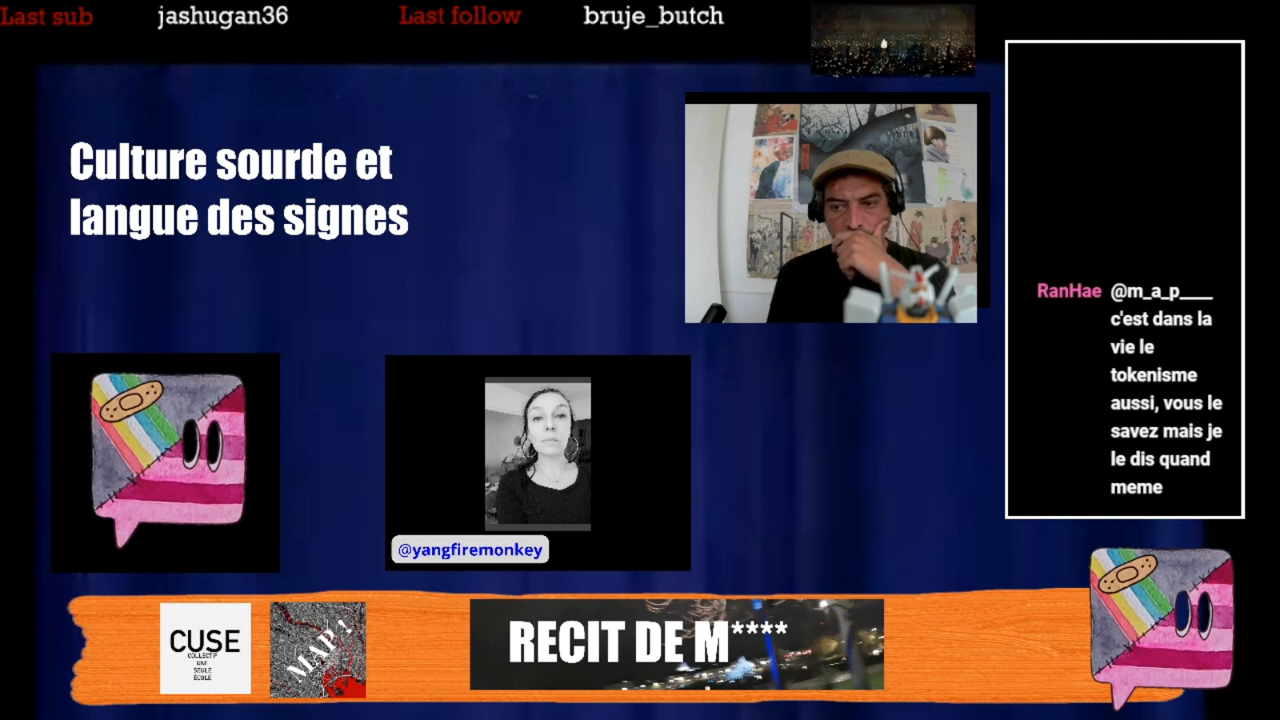 Last sub jashugan36 Last follow bruje_butch
Culture sourde et
langue des signes
RanHae @m_a_p____
c'est dans la
vie le
tokenisme
aussi, vous le
savez mais je
le dis quand
meme
@yangfiremonkey
CUSE
COLLECTIF
UNE
SEULE
ÉCOLE
MAP !
RECIT DE M****